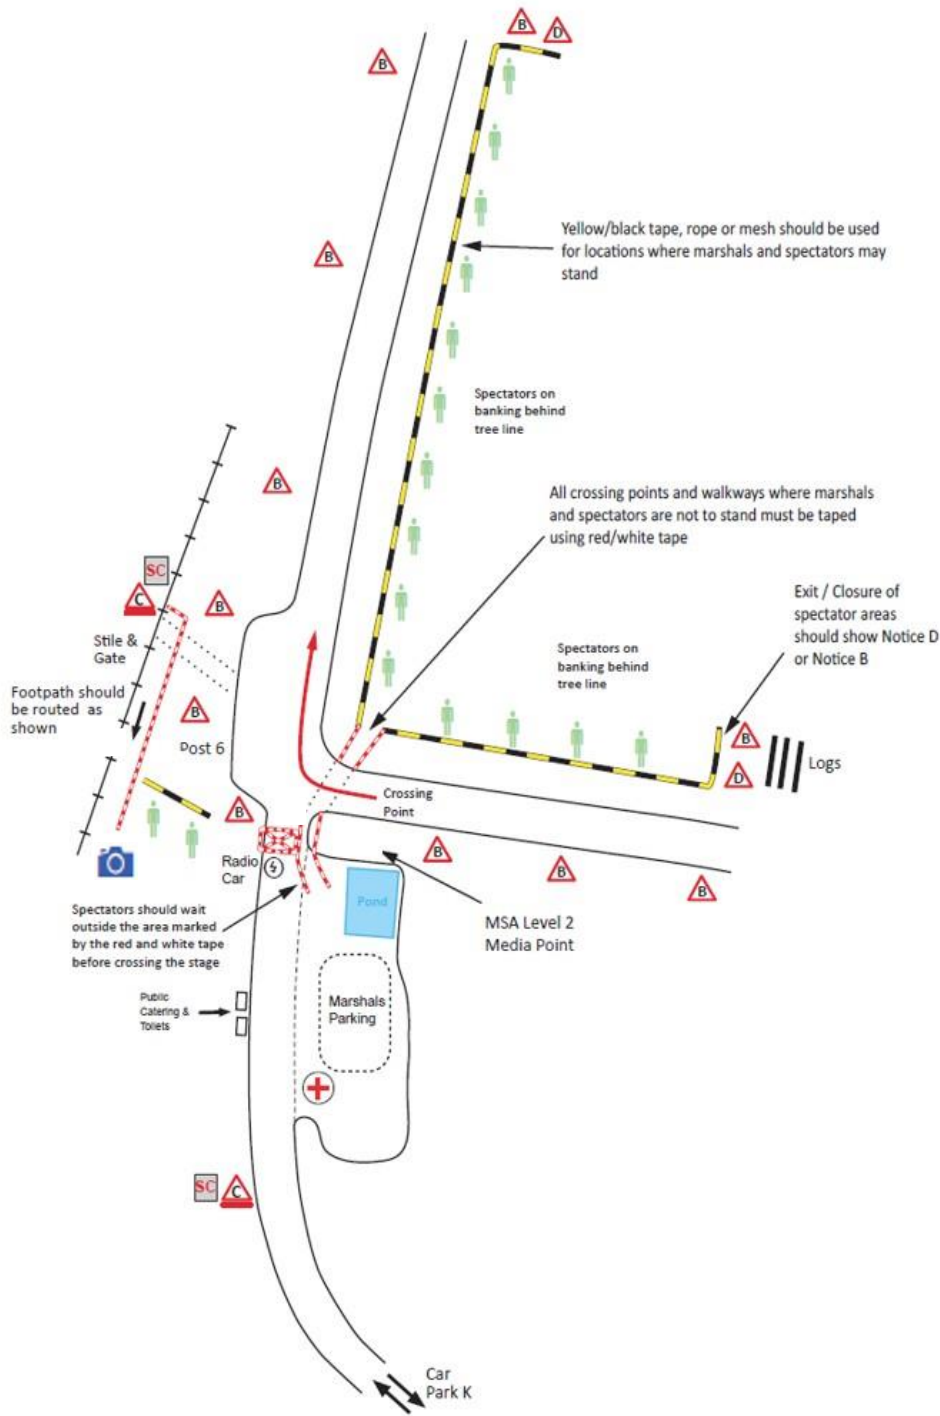 B
D
B
Yellow/black tape, rope or mesh should be used
for locations where marshals and spectators may
stand
B
Spectators on
banking behind
tree line
B
All crossing points and walkways where marshals
and spectators are not to stand must be taped
using red/white tape
SC
C
B
Stile &
Gate
Exit / Closure of
spectator areas
should show Notice D
or Notice B
Spectators on
banking behind
tree line
Footpath should
be routed as
shown
B
Post 6
B
D
Logs
Crossing
Point
B
B
B
B
Radio
Car
Pond
MSA Level 2
Media Point
Spectators should wait
outside the area marked
by the red and white tape
before crossing the stage
Public
Catering &
Toilets
Marshals
Parking
SC
C
Car
Park K